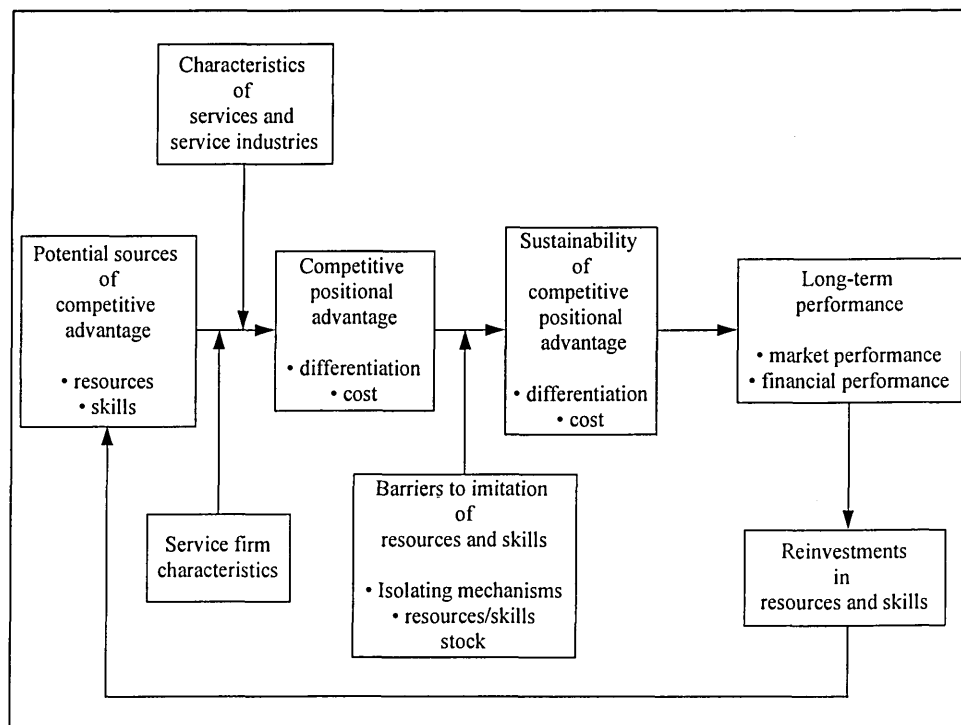 Characteristics
of
services and
service industries
Potential sources
of
competitive
advantage
• resources
• skills
Competitive
positional
advantage
• differentiation
• cost
Sustainability
of
competitive
positional
advantage
• differentiation
• cost
Long-term
performance
• market performance
• financial performance
Service firm
characteristics
Barriers to imitation
of
resources and skills
• Isolating mechanisms
• resources/skills
stock
Reinvestments
in
resources and skills